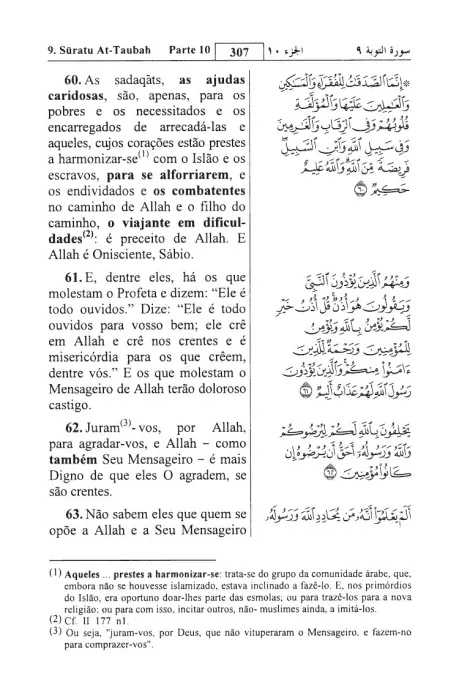 9. Sūratu At-Taubah Parte 10 307 الجزء ١٠ سورة التوبة ٩
60. As sadaqāts, as ajudas
caridosas, são, apenas, para os
pobres e os necessitados e os
encarregados de arrecadá-las e
aqueles, cujos corações estão prestes
a harmonizar-se(1) com o Islão e os
escravos, para se alforriarem, e
os endividados e os combatentes
no caminho de Allah e o filho do
caminho, o viajante em dificul-
dades(2): é preceito de Allah. E
Allah é Onisciente, Sábio.
۞إِنَّمَا ٱلصَّدَقَٰتُ لِلْفُقَرَآءِ وَٱلْمَسَٰكِينِ
وَٱلْعَٰمِلِينَ عَلَيْهَا وَٱلْمُؤَلَّفَةِ
قُلُوبُهُمْ وَفِي ٱلرِّقَابِ وَٱلْغَٰرِمِينَ
وَفِي سَبِيلِ ٱللَّهِ وَٱبْنِ ٱلسَّبِيلِ
فَرِيضَةً مِّنَ ٱللَّهِ وَٱللَّهُ عَلِيمٌ
حَكِيمٌ ٦٠
61. E, dentre eles, há os que
molestam o Profeta e dizem: “Ele é
todo ouvidos.” Dize: “Ele é todo
ouvidos para vosso bem; ele crê
em Allah e crê nos crentes e é
misericórdia para os que crêem,
dentre vós.” E os que molestam o
Mensageiro de Allah terão doloroso
castigo.
وَمِنْهُمُ ٱلَّذِينَ يُؤْذُونَ ٱلنَّبِيَّ
وَيَقُولُونَ هُوَ أُذُنٌ قُلْ أُذُنُ خَيْرٍ
لَّكُمْ يُؤْمِنُ بِٱللَّهِ وَيُؤْمِنُ
لِلْمُؤْمِنِينَ وَرَحْمَةٌ لِّلَّذِينَ
ءَامَنُوا۟ مِنكُمْ وَٱلَّذِينَ يُؤْذُونَ
رَسُولَ ٱللَّهِ لَهُمْ عَذَابٌ أَلِيمٌ ٦١
62. Juram(3)- vos, por Allah,
para agradar-vos, e Allah – como
também Seu Mensageiro – é mais
Digno de que eles O agradem, se
são crentes.
يَحْلِفُونَ بِٱللَّهِ لَكُمْ لِيُرْضُوكُمْ
وَٱللَّهُ وَرَسُولُهُۥٓ أَحَقُّ أَن يُرْضُوهُ إِن
كَانُوا۟ مُؤْمِنِينَ ٦٢
63. Não sabem eles que quem se
opõe a Allah e a Seu Mensageiro
أَلَمْ يَعْلَمُوٓا۟ أَنَّهُۥ مَن يُحَادِدِ ٱللَّهَ وَرَسُولَهُۥ
(1) Aqueles ... prestes a harmonizar-se: trata-se do grupo da comunidade árabe, que,
embora não se houvesse islamizado, estava inclinado a fazê-lo. E, nos primórdios
do Islão, era oportuno doar-lhes parte das esmolas; ou para trazê-los para a nova
religião; ou para com isso, incitar outros, não- muslimes ainda, a imitá-los.
(2) Cf. II 177 n1.
(3) Ou seja, "juram-vos, por Deus, que não vituperaram o Mensageiro, e fazem-no
para comprazer-vos".